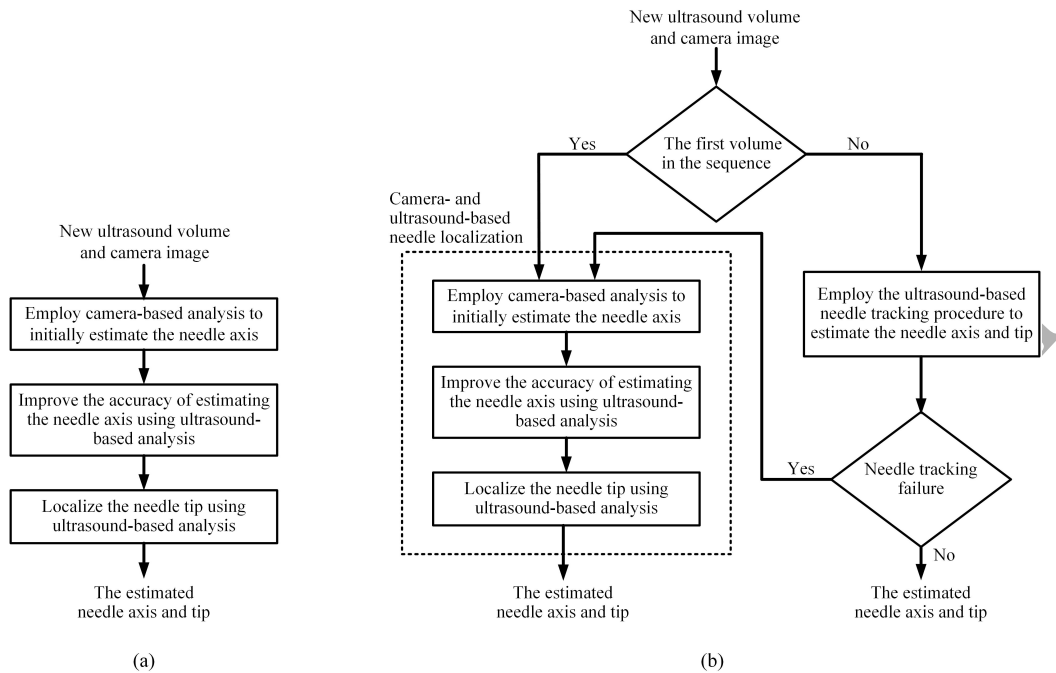 New ultrasound volume
and camera image
Employ camera-based analysis to
initially estimate the needle axis
Improve the accuracy of estimating
the needle axis using ultrasound-
based analysis
Localize the needle tip using
ultrasound-based analysis
The estimated
needle axis and tip
(a)
New ultrasound volume
and camera image
The first volume
in the sequence
Yes
No
Camera- and
ultrasound-based
needle localization
Employ camera-based analysis to
initially estimate the needle axis
Improve the accuracy of estimating
the needle axis using ultrasound-
based analysis
Localize the needle tip using
ultrasound-based analysis
The estimated
needle axis and tip
Employ the ultrasound-based
needle tracking procedure to
estimate the needle axis and tip
Needle tracking
failure
Yes
No
The estimated
needle axis and tip
(b)